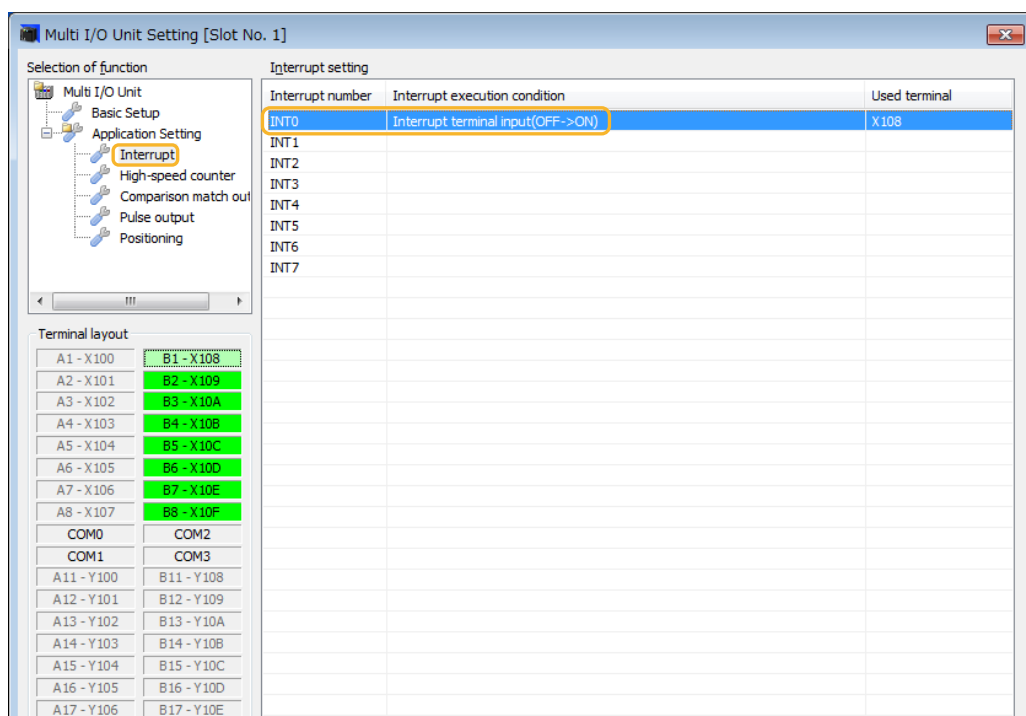 Multi I/O Unit Setting [Slot No. 1]
Selection of function
Multi I/O Unit
Basic Setup
Application Setting
Interrupt
High-speed counter
Comparison match out
Pulse output
Positioning
Interrupt setting
Interrupt number Interrupt execution condition Used terminal
INT0 Interrupt terminal input(OFF->ON) X108
INT1
INT2
INT3
INT4
INT5
INT6
INT7
Terminal layout
A1 - X100 B1 - X108
A2 - X101 B2 - X109
A3 - X102 B3 - X10A
A4 - X103 B4 - X10B
A5 - X104 B5 - X10C
A6 - X105 B6 - X10D
A7 - X106 B7 - X10E
A8 - X107 B8 - X10F
COM0 COM2
COM1 COM3
A11 - Y100 B11 - Y108
A12 - Y101 B12 - Y109
A13 - Y102 B13 - Y10A
A14 - Y103 B14 - Y10B
A15 - Y104 B15 - Y10C
A16 - Y105 B16 - Y10D
A17 - Y106 B17 - Y10E